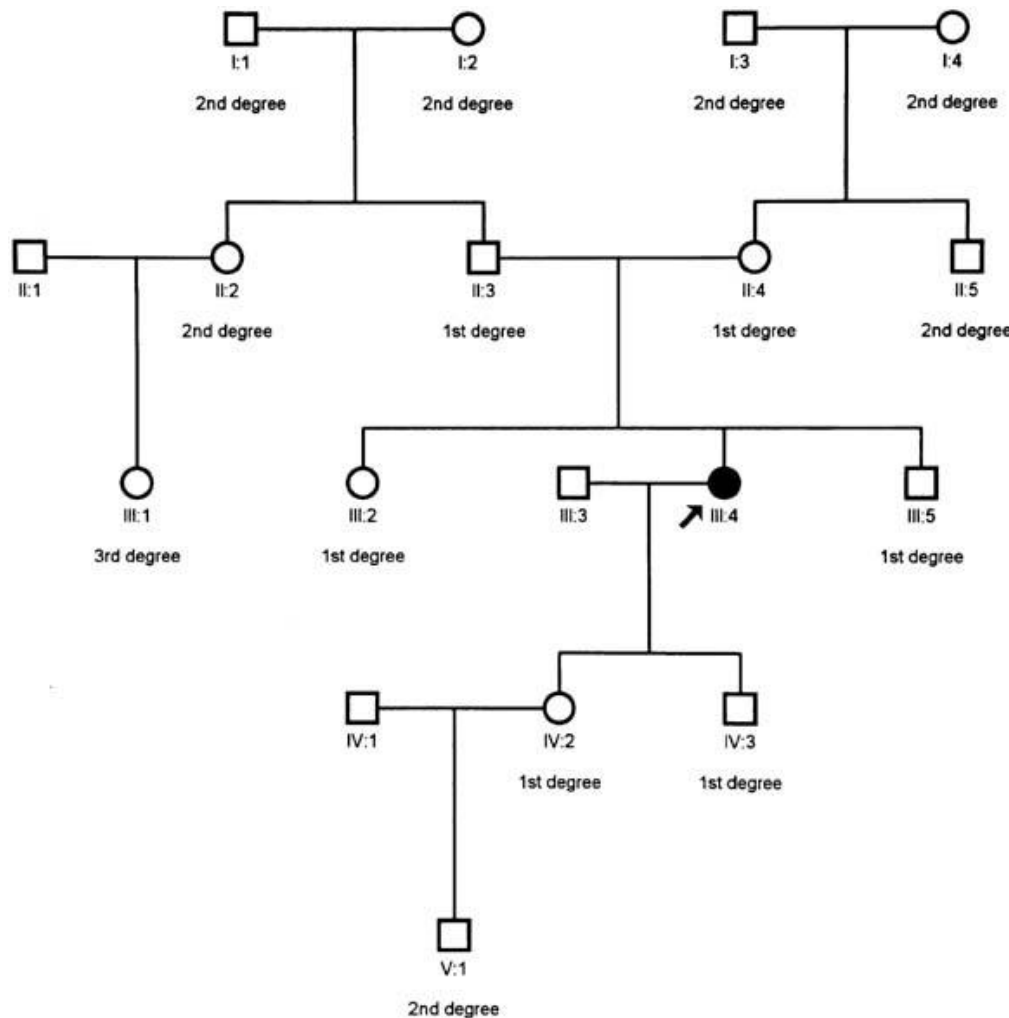 I:1 I:2 I:3 I:4
2nd degree 2nd degree 2nd degree 2nd degree
II:1 II:2 II:3 II:4 II:5
2nd degree 1st degree 1st degree 2nd degree
III:1 III:2 III:3 III:4 III:5
3rd degree 1st degree 1st degree
IV:1 IV:2 IV:3
1st degree 1st degree
V:1
2nd degree